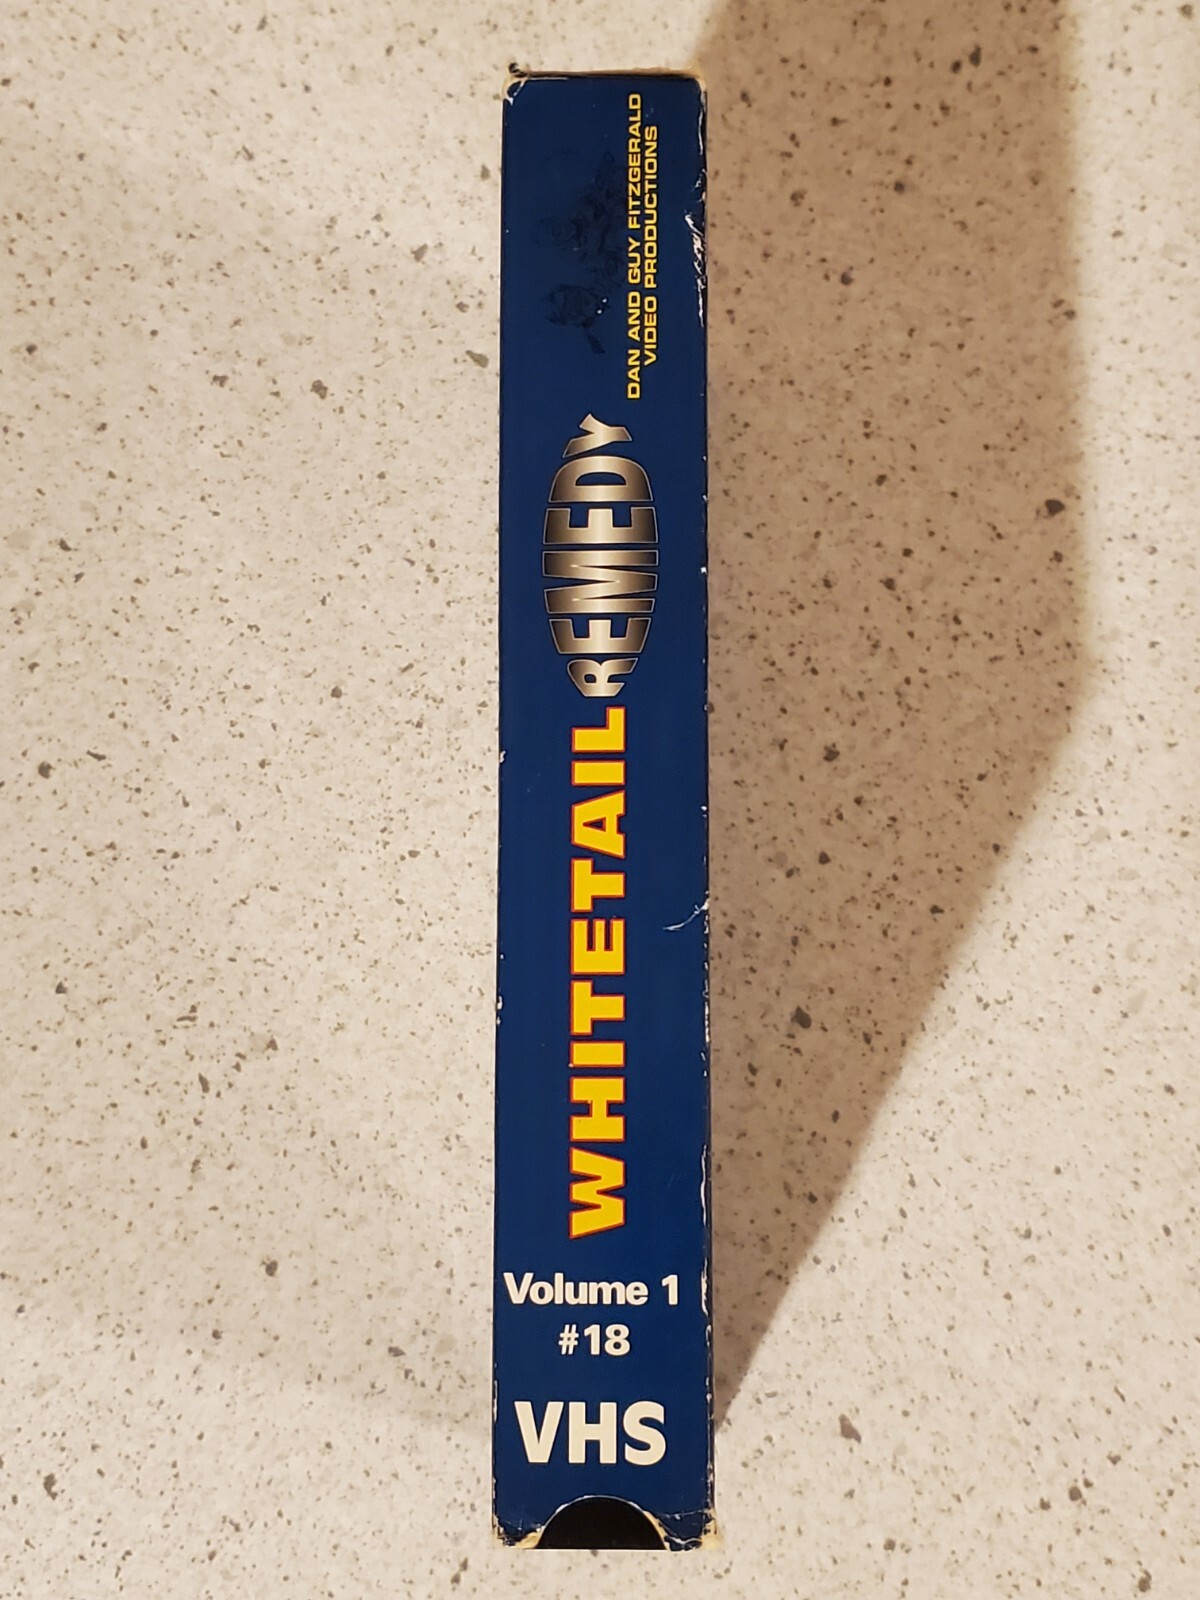 DAN AND GUY FITZGERALD
VIDEO PRODUCTIONS
WHITETAIL REMEDY
Volume 1
#18
VHS